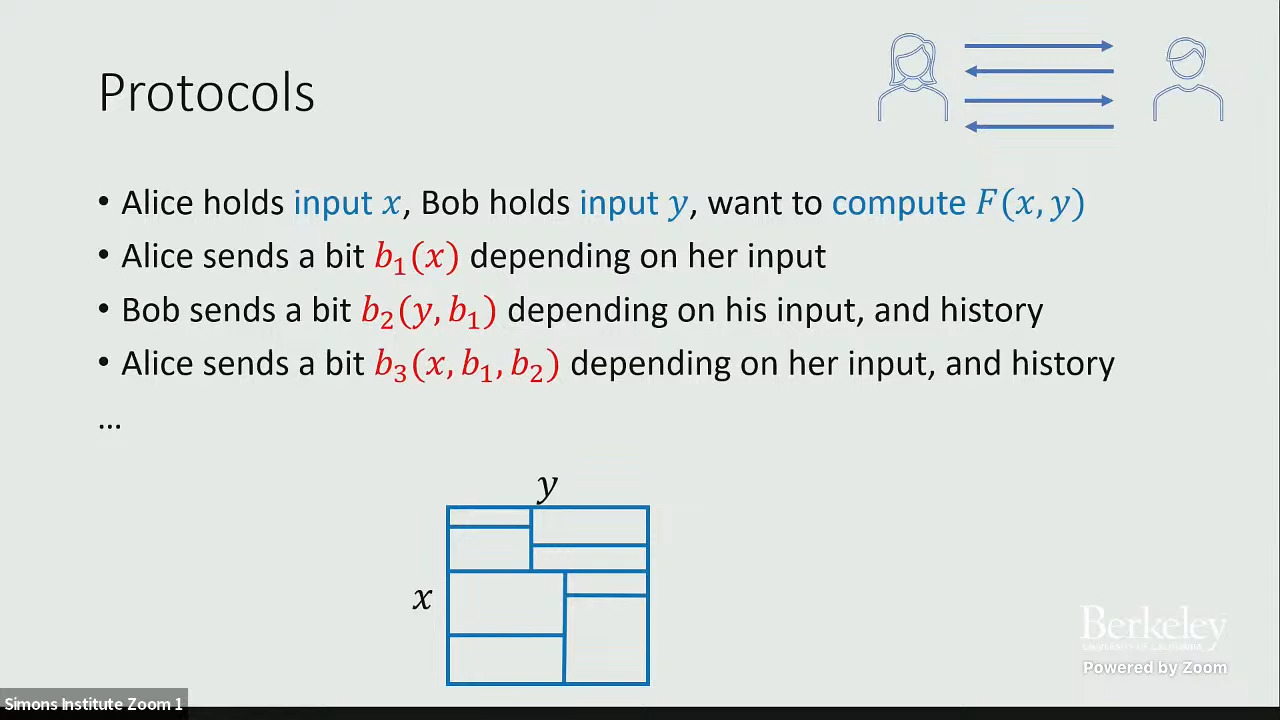 Protocols
• Alice holds input x, Bob holds input y, want to compute F(x, y)
• Alice sends a bit b₁(x) depending on her input
• Bob sends a bit b₂(y, b₁) depending on his input, and history
• Alice sends a bit b₃(x, b₁, b₂) depending on her input, and history
...
y
x
Berkeley
UNIVERSITY OF CALIFORNIA
Powered by Zoom
Simons Institute Zoom 1